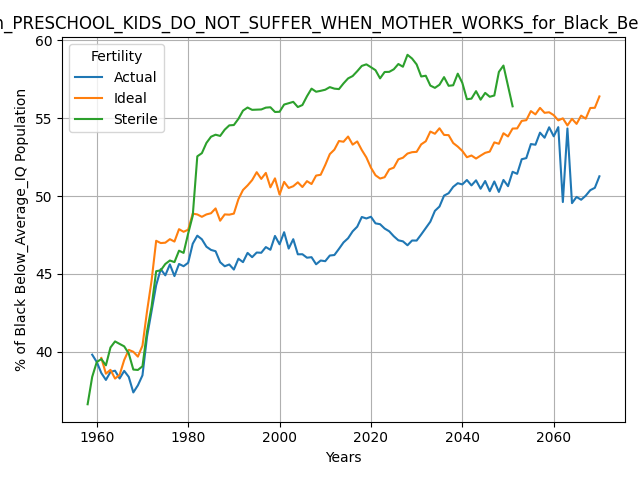 n_PRESCHOOL_KIDS_DO_NOT_SUFFER_WHEN_MOTHER_WORKS_for_Black_Be
Fertility
Actual
Ideal
Sterile
60
55
50
45
40
% of Black Below_Average_IQ Population
1960 1980 2000 2020 2040 2060
Years